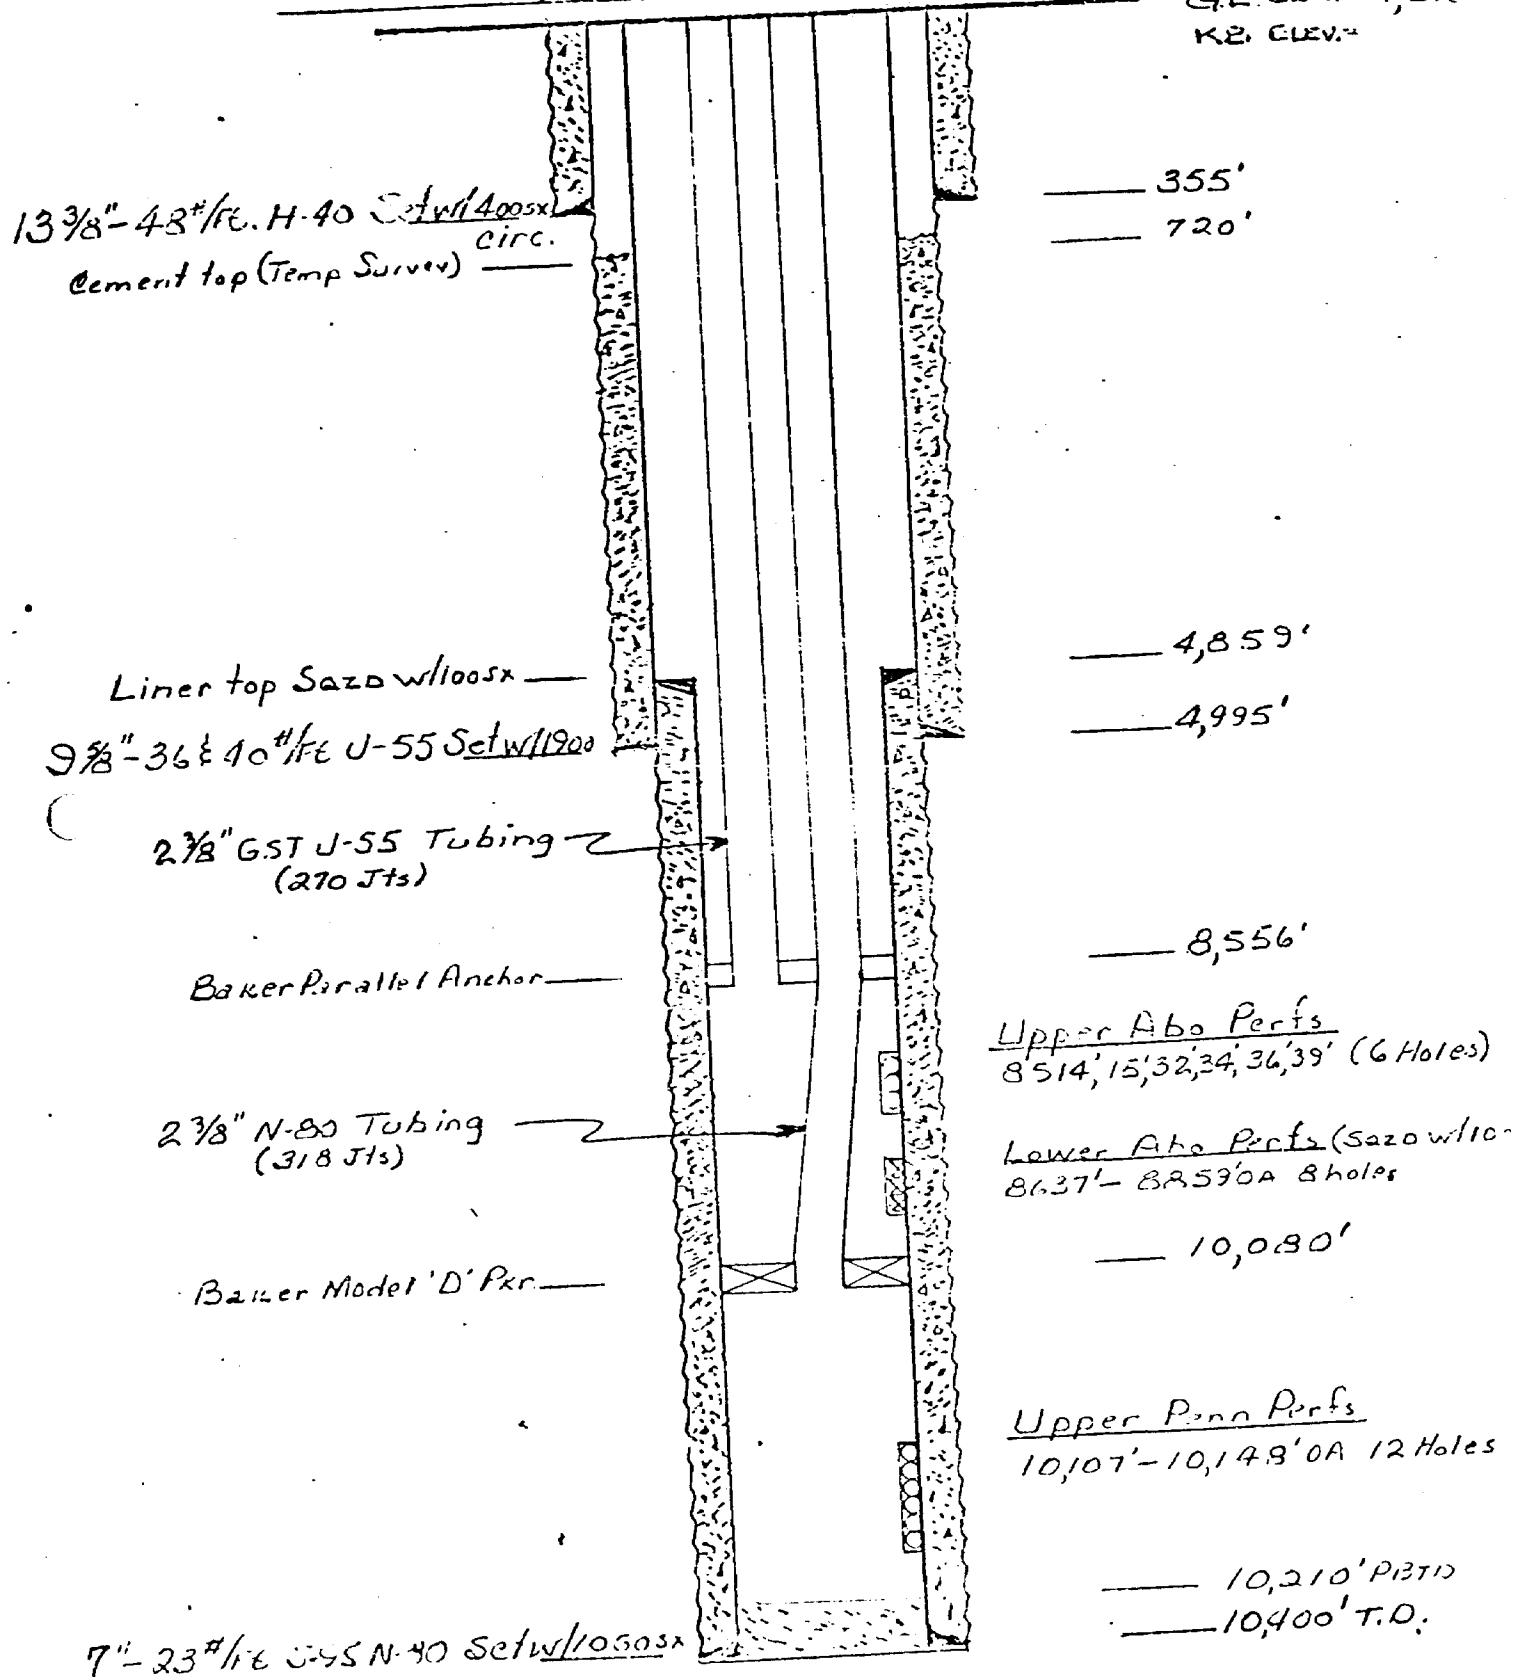 G.L.
K.B. ELEV.=
355'
13 3/8"-48#/ft. H-40 Set w/400sx
circ.
720'
Cement top (Temp Survey)
4,859'
Liner top Sqzd w/100sx
4,995'
9 5/8"-36 & 40#/ft J-55 Set w/1900
2 3/8" GST J-55 Tubing
(270 Jts)
8,556'
Baker Parallel Anchor
Upper Abo Perfs
8514', 15', 32', 34', 36', 39' (6 Holes)
2 3/8" N-80 Tubing
(318 Jts)
Lower Abo Perfs (Sqzd w/10
8637'- OA 8 holes
10,080'
Baker Model 'D' Pkr.
Upper Penn Perfs
10,107'-10,148' OA 12 Holes
10,210' PBTD
10,400' T.D.
7"-23#/ft Set w/1050sx